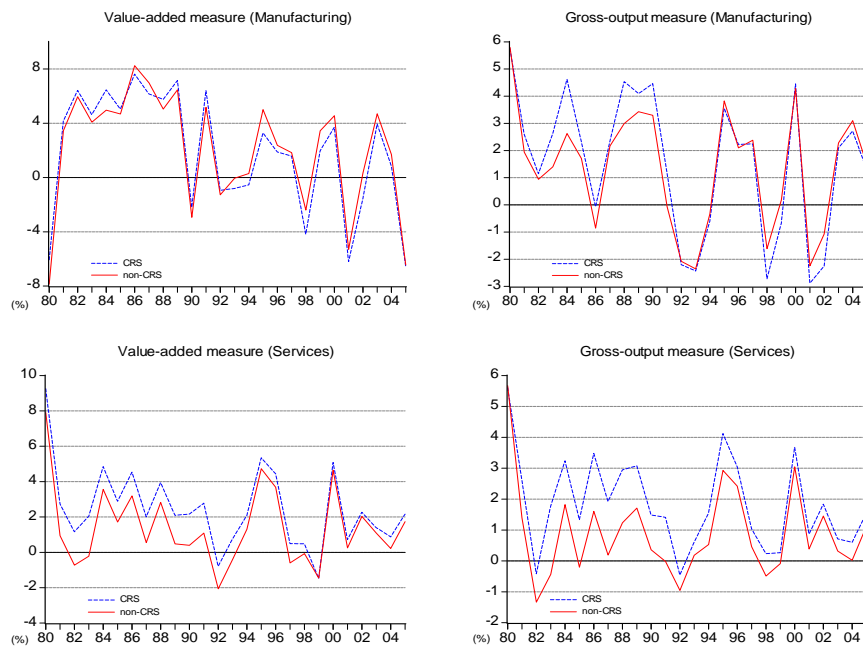 Value-added measure (Manufacturing)
8
4
0
-4
-8
CRS
non-CRS
(%)
80 82 84 86 88 90 92 94 96 98 00 02 04
Gross-output measure (Manufacturing)
6
5
4
3
2
1
0
-1
-2
-3
CRS
non-CRS
(%)
80 82 84 86 88 90 92 94 96 98 00 02 04
Value-added measure (Services)
10
8
6
4
2
0
-2
-4
CRS
non-CRS
(%)
80 82 84 86 88 90 92 94 96 98 00 02 04
Gross-output measure (Services)
6
5
4
3
2
1
0
-1
-2
CRS
non-CRS
(%)
80 82 84 86 88 90 92 94 96 98 00 02 04